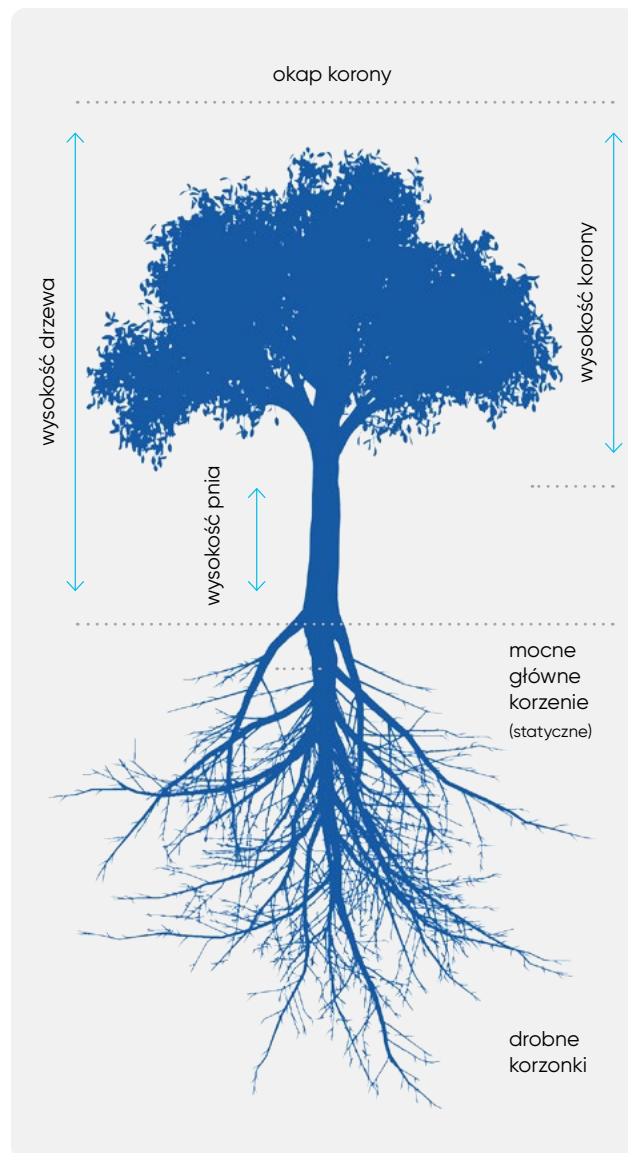 okap korony
wysokość drzewa
wysokość korony
wysokość pnia
mocne
główne
korzenie
(statyczne)
drobne
korzonki